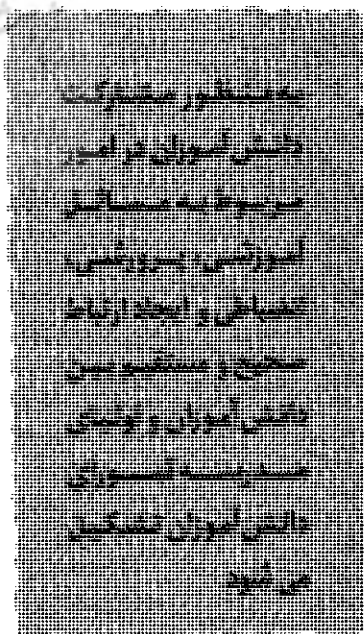 به منظور مشارکت
دانش آموزان در امور
مربوط به مسائل
آموزشی، پرورشی،
انضباطی و ایجاد ارتباط
صحیح و مستقیم بین
دانش آموزان و اولیای
مدرسه شورای
دانش آموزان تشکیل
می شود